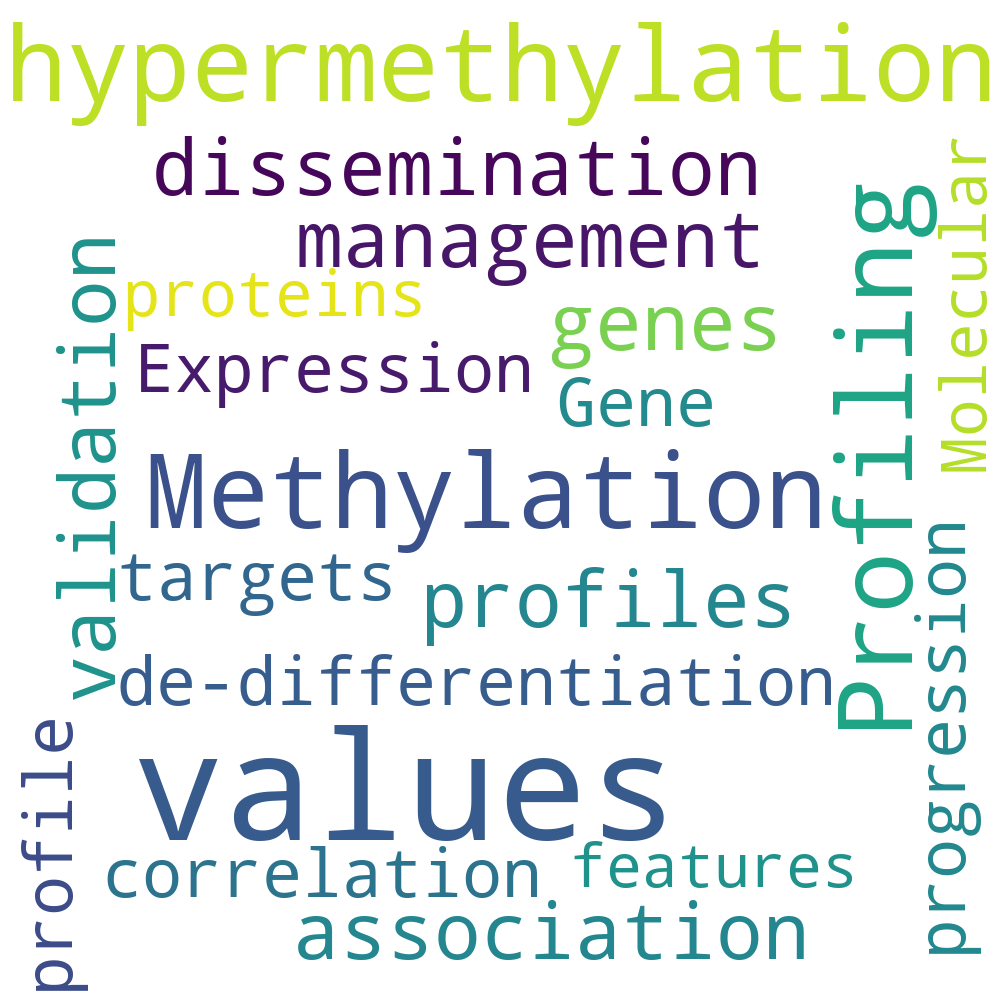 hypermethylation
dissemination
management
proteins
genes
Expression
Gene
Methylation
targets
profiles
de-differentiation
values
correlation
features
association
validation
profile
Profiling
Molecular
progression